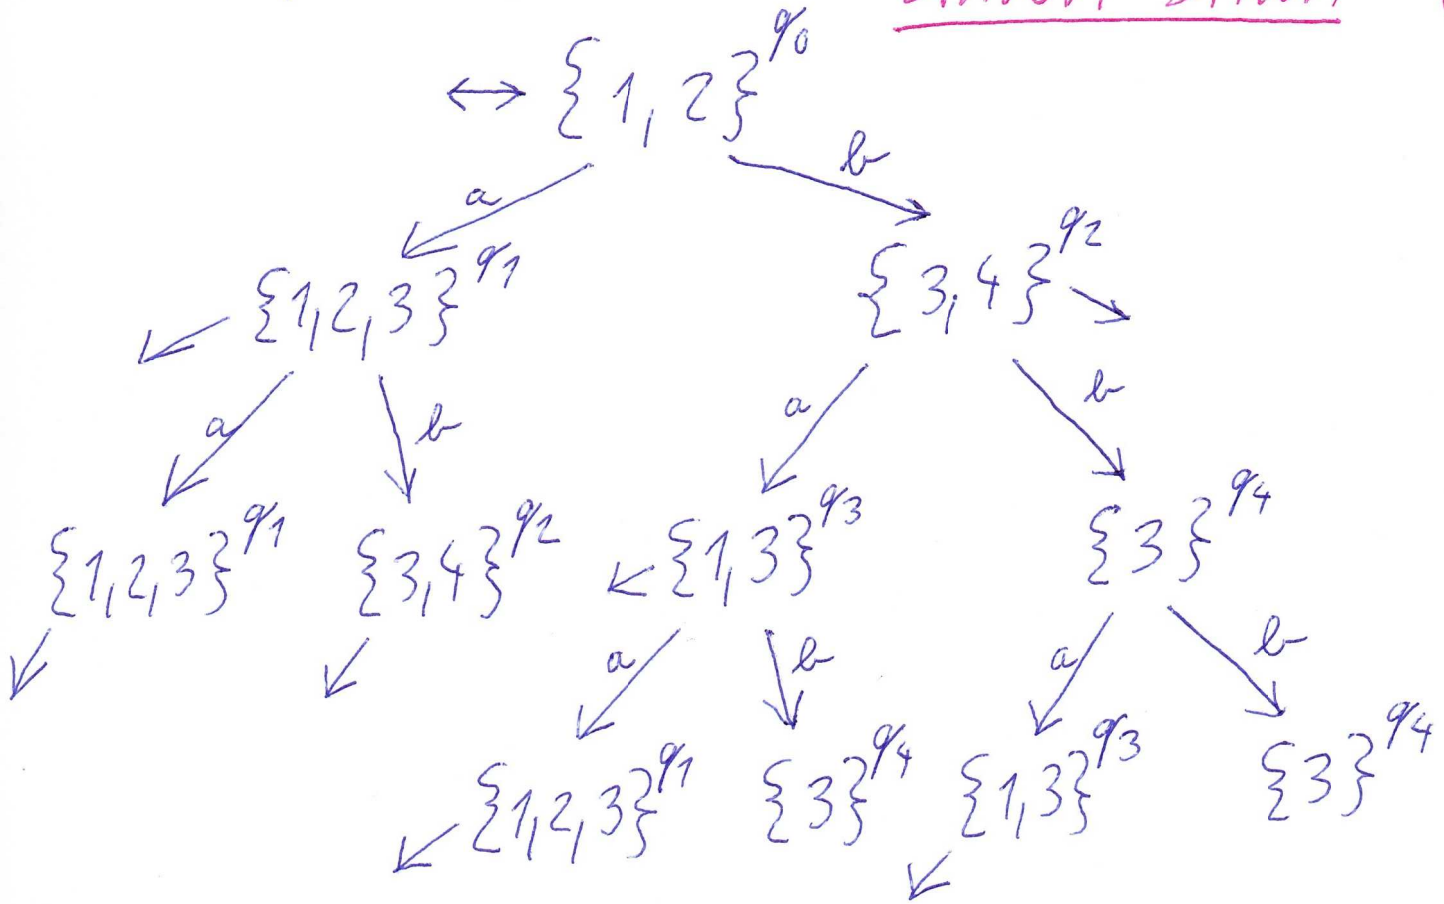 ↔ {1,2} q0
a b
{1,2,3} q1 {3,4} q2
a b a b
{1,2,3} q1 {3,4} q2 {1,3} q3 {3} q4
a b a b
{1,2,3} q1 {3} q4 {1,3} q3 {3} q4